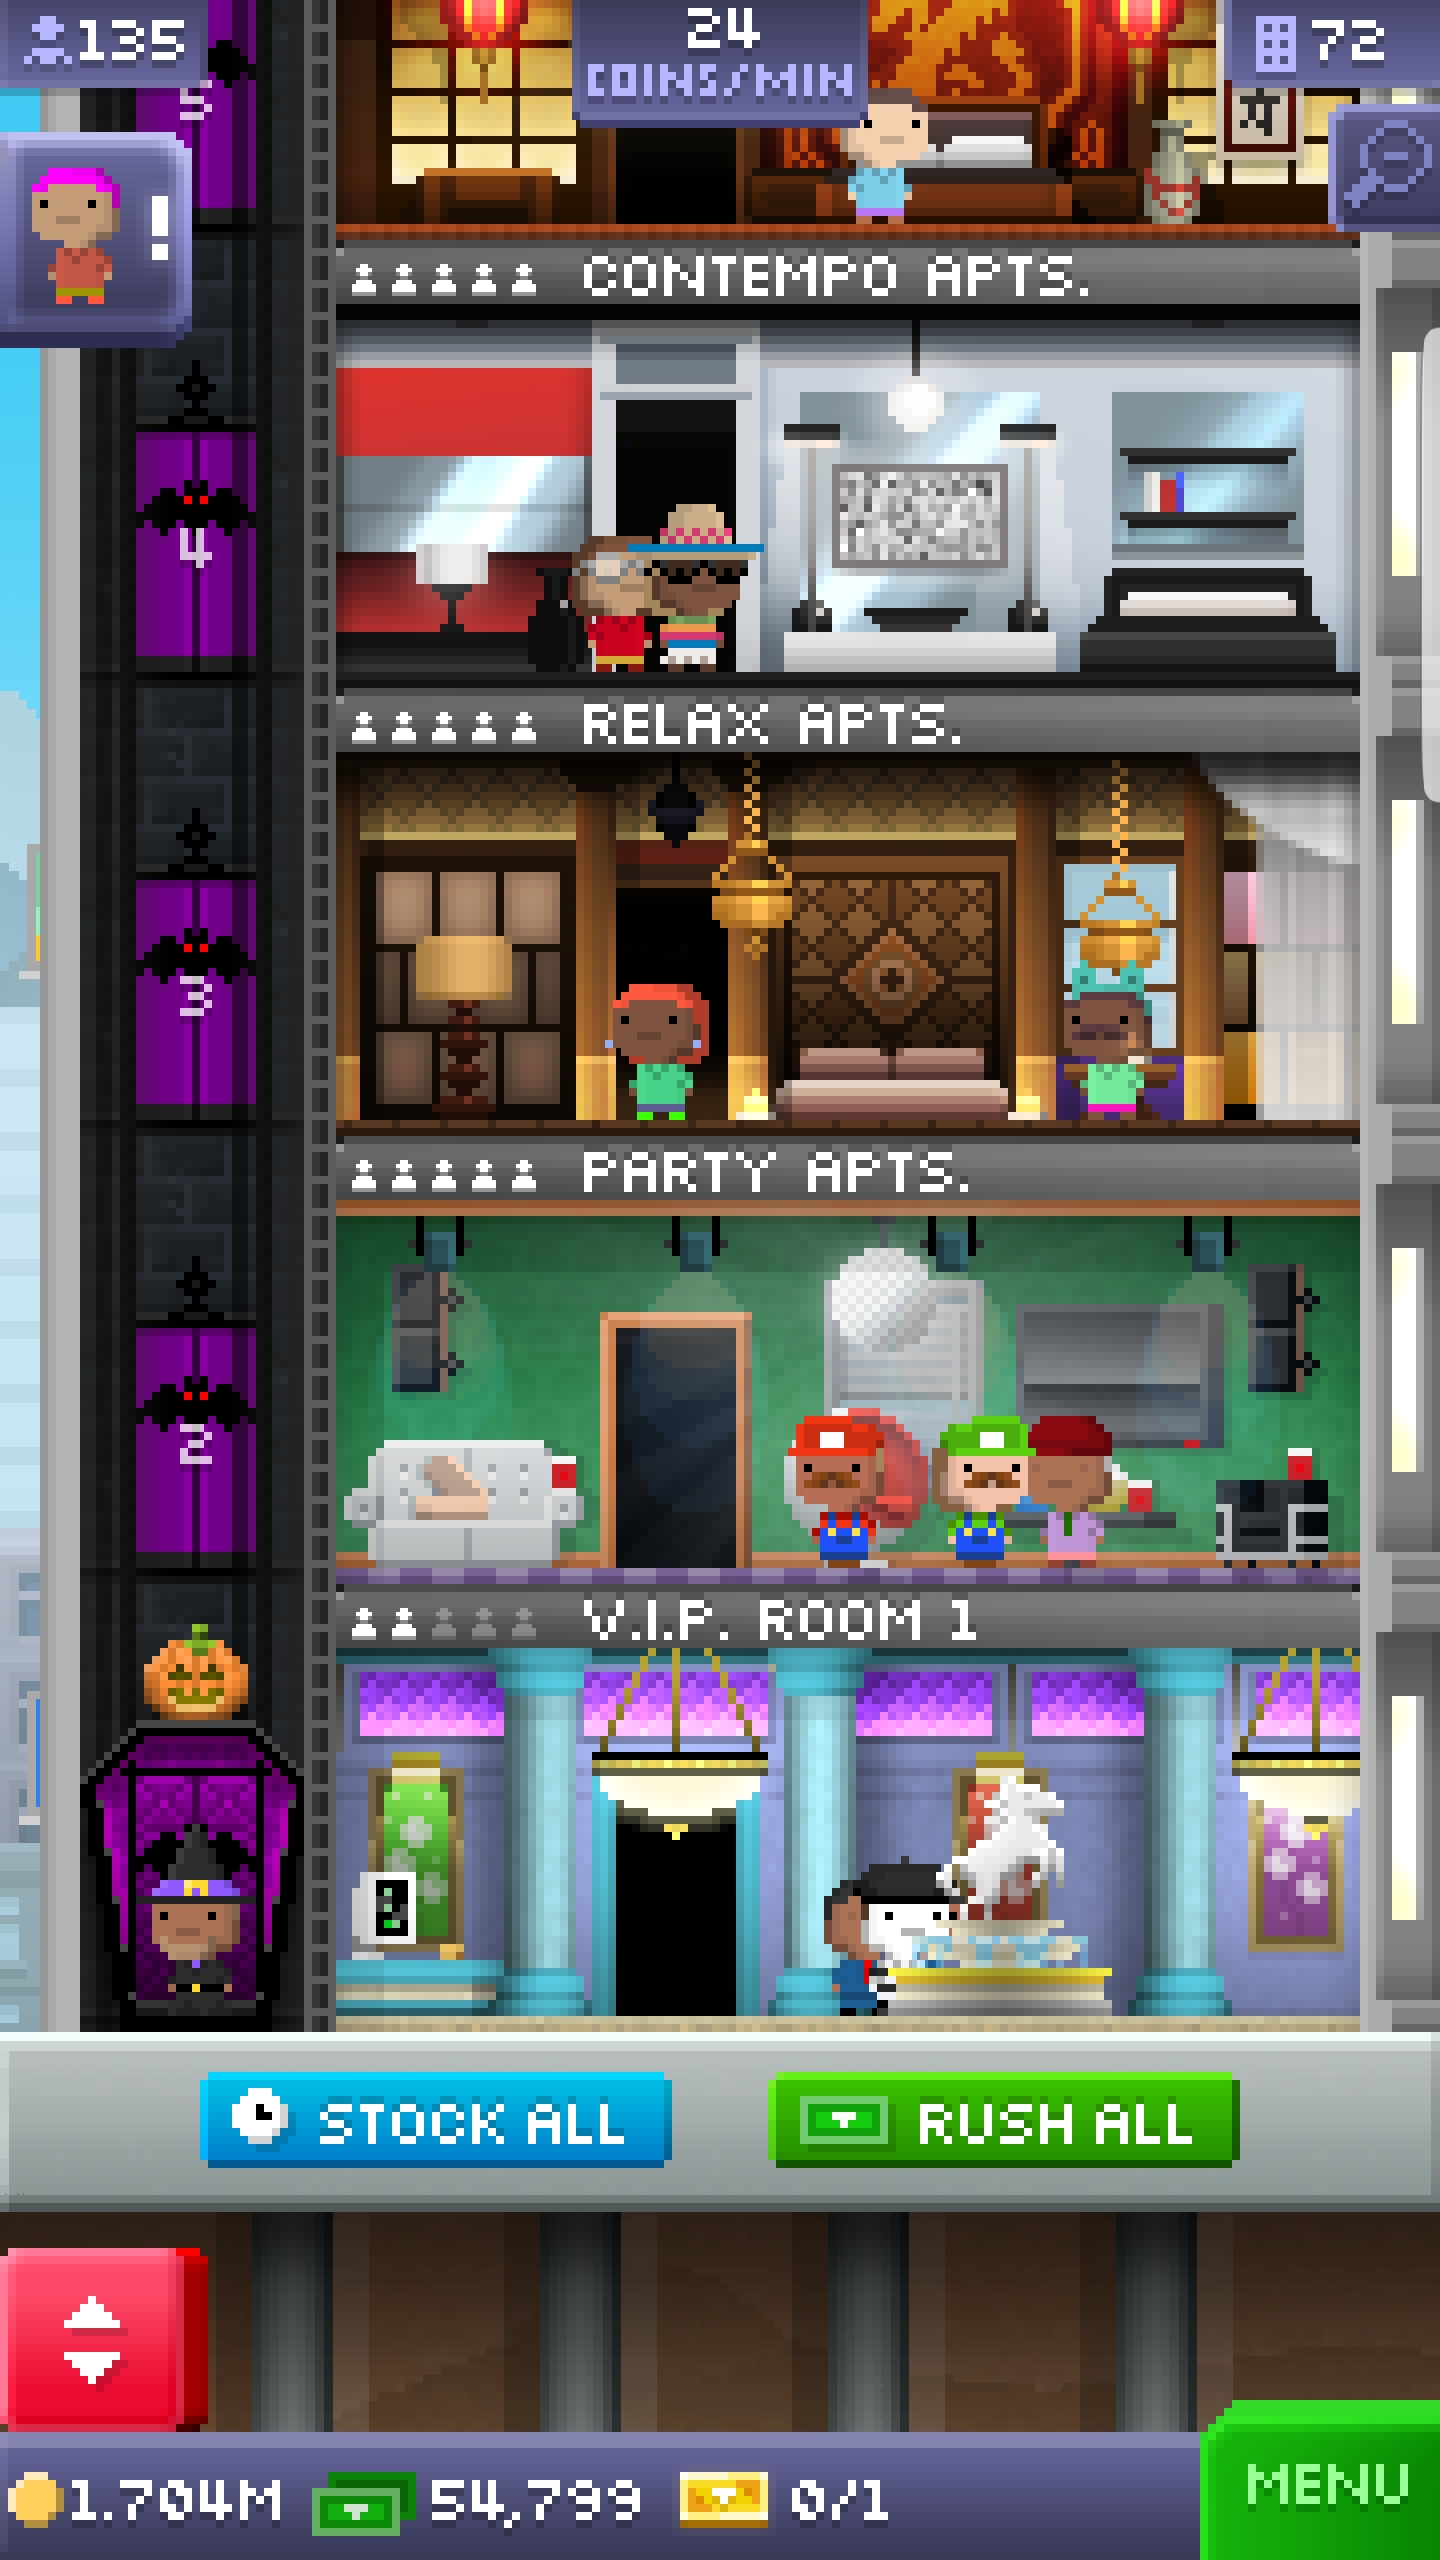 135
24
COINS/MIN
72
5
!
CONTEMPO APTS.
4
RELAX APTS.
3
PARTY APTS.
2
V.I.P. ROOM 1
STOCK ALL
RUSH ALL
1.704M
54,799
0/1
MENU